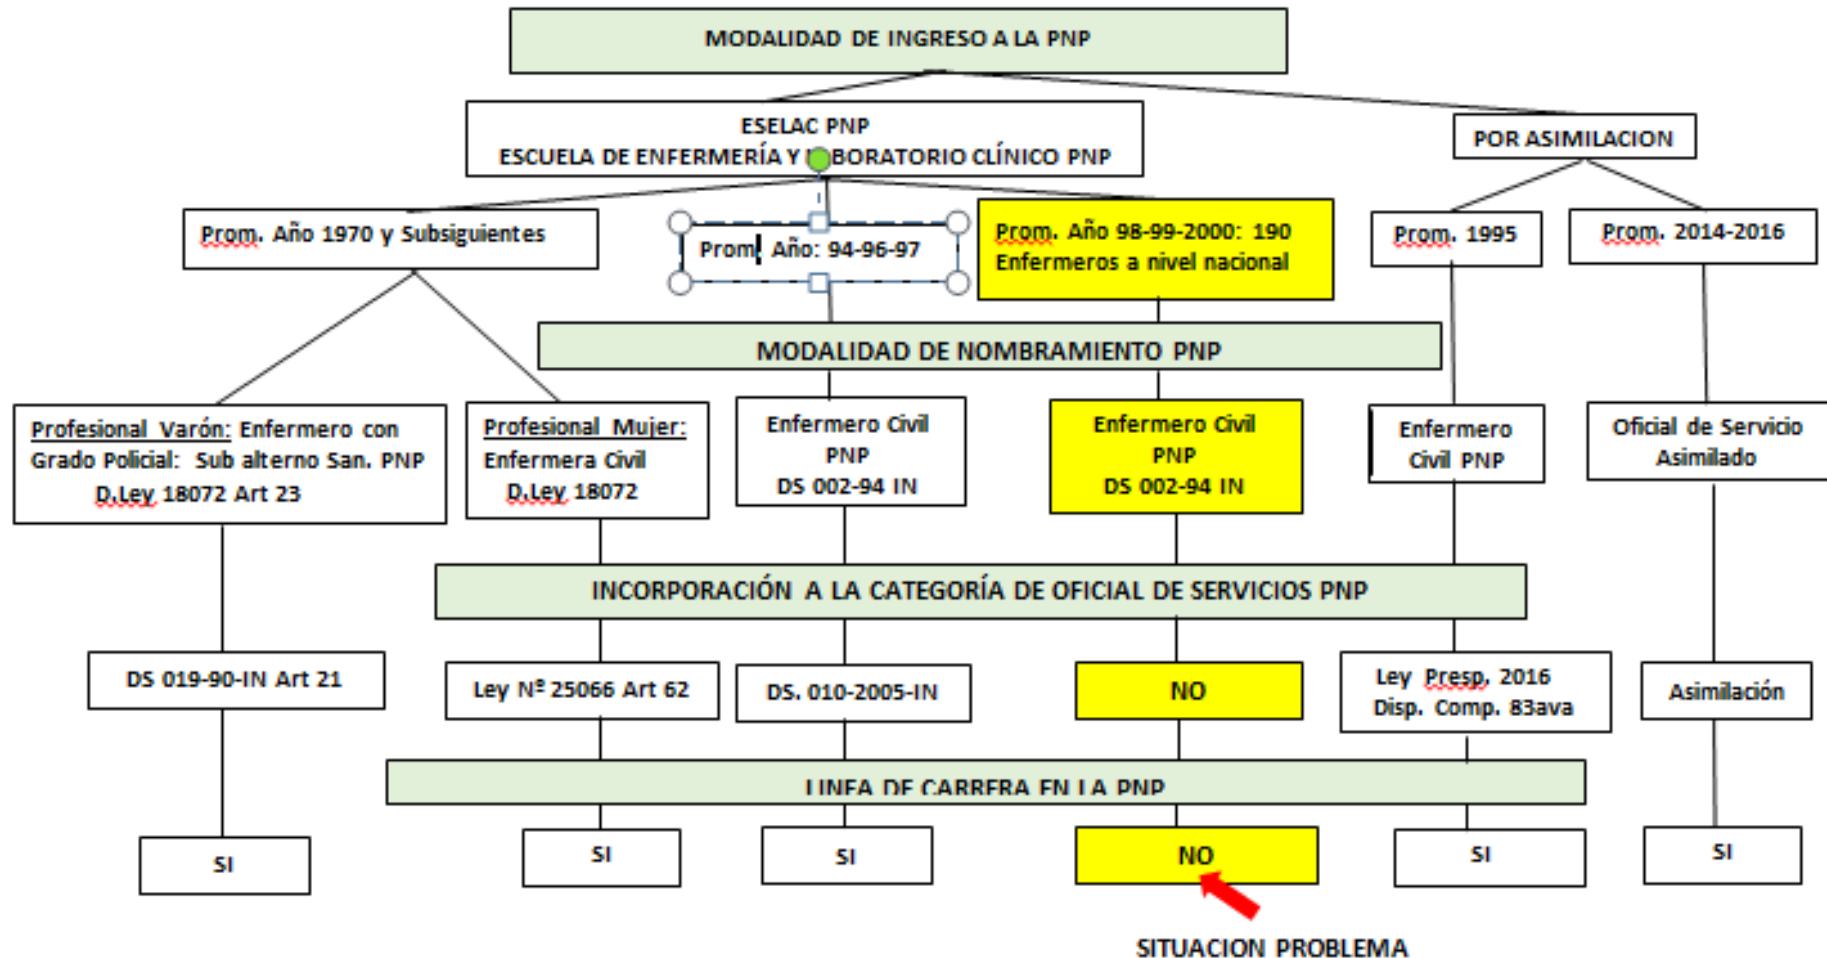 MODALIDAD DE INGRESO A LA PNP
ESELAC PNP
ESCUELA DE ENFERMERÍA Y LABORATORIO CLÍNICO PNP
POR ASIMILACION
Prom. Año 1970 y Subsiguientes
Prom. Año: 94-96-97
Prom. Año 98-99-2000: 190
Enfermeros a nivel nacional
Prom. 1995
Prom. 2014-2016
MODALIDAD DE NOMBRAMIENTO PNP
Profesional Varón: Enfermero con
Grado Policial: Sub alterno San. PNP
D.Ley 18072 Art 23
Profesional Mujer:
Enfermera Civil
D.Ley 18072
Enfermero Civil
PNP
DS 002-94 IN
Enfermero Civil
PNP
DS 002-94 IN
Enfermero
Civil PNP
Oficial de Servicio
Asimilado
INCORPORACIÓN A LA CATEGORÍA DE OFICIAL DE SERVICIOS PNP
DS 019-90-IN Art 21
Ley Nº 25066 Art 62
DS. 010-2005-IN
NO
Ley Presp. 2016
Disp. Comp. 83ava
Asimilación
LINEA DE CARRERA EN LA PNP
SI
SI
SI
NO
SI
SI
SITUACION PROBLEMA